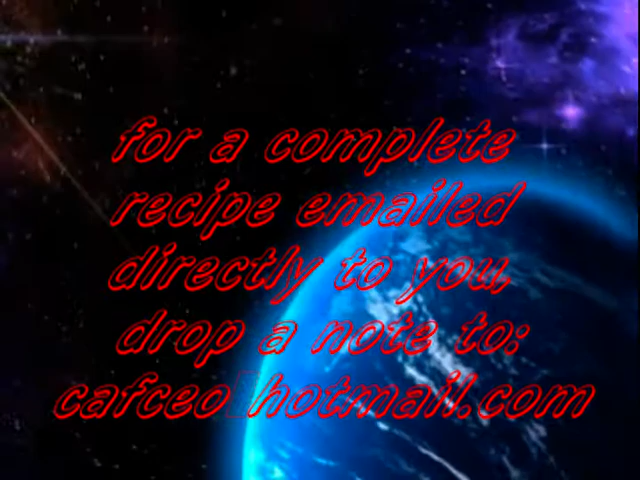 for a complete
recipe emailed
directly to you,
drop a note to:
cafceo hotmail.com